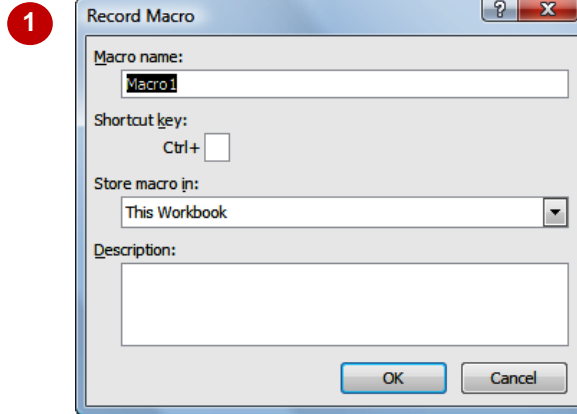 1
Record Macro
?
Macro name:
Macro1
Shortcut key:
Ctrl+
Store macro in:
This Workbook
Description:
OK Cancel